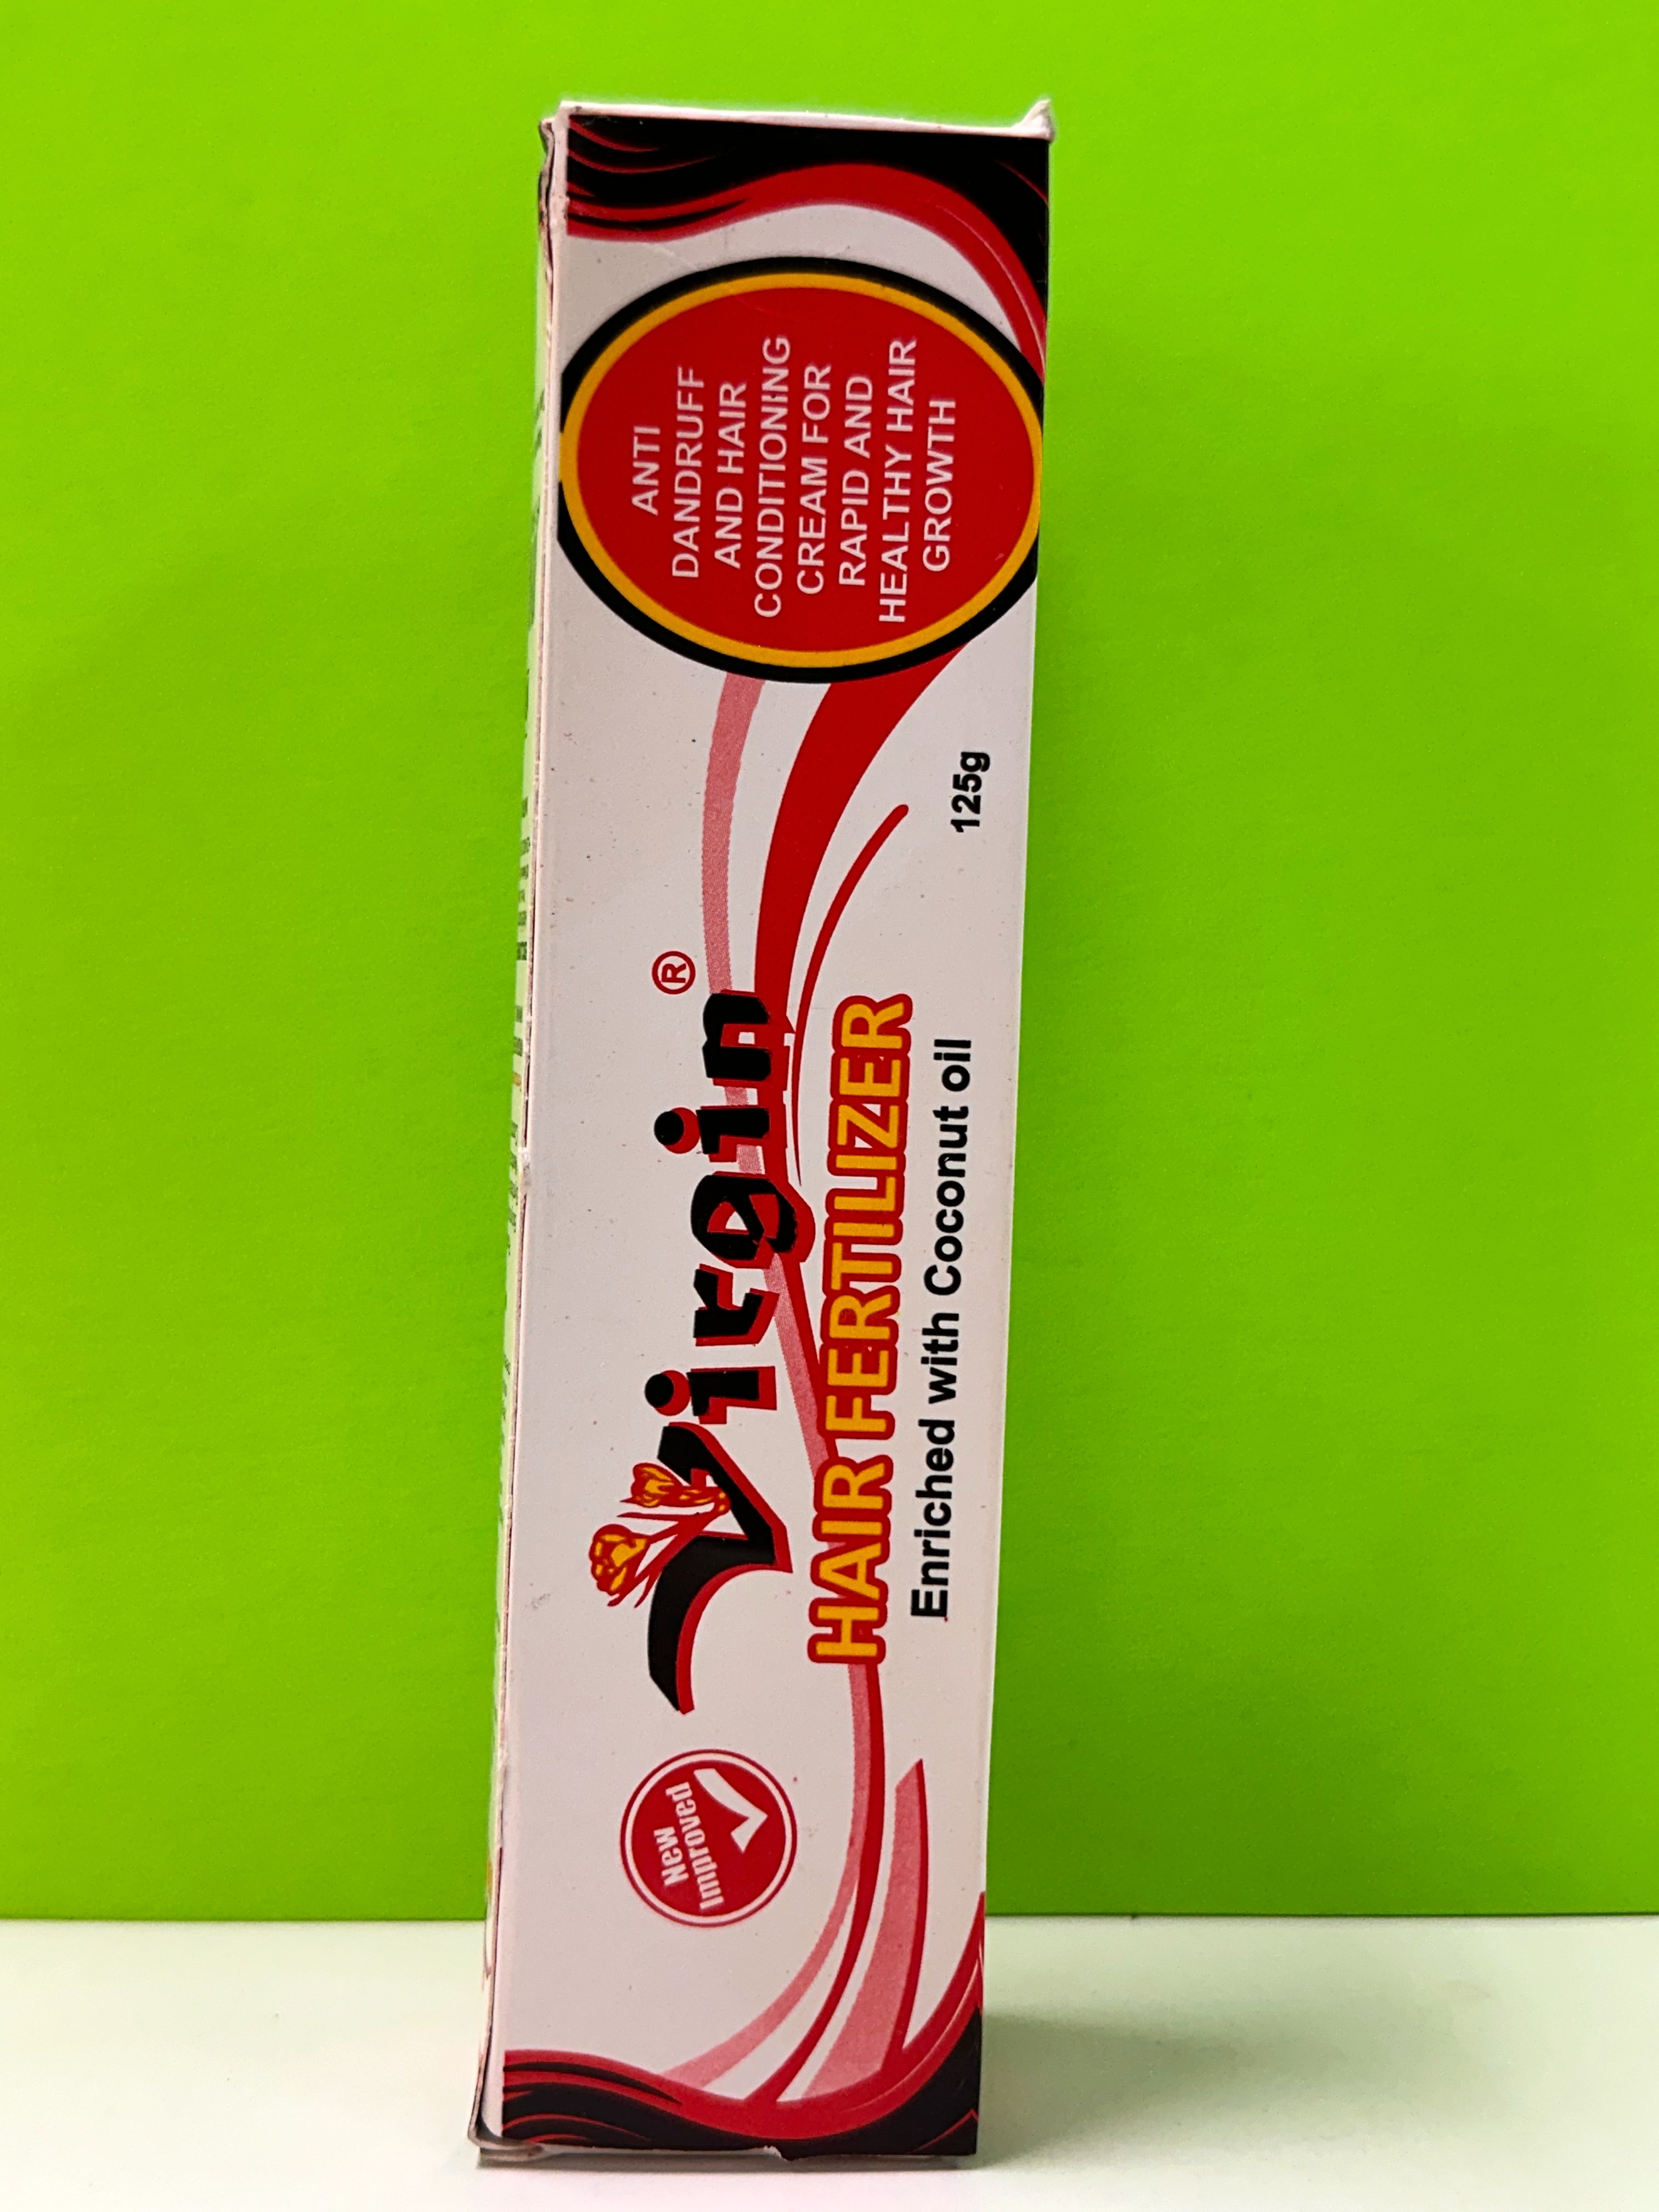 New
Improved
Virgin®
HAIR FERTILIZER
Enriched with Coconut oil
125g
ANTI
DANDRUFF
AND HAIR
CONDITIONING
CREAM FOR
RAPID AND
HEALTHY HAIR
GROWTH